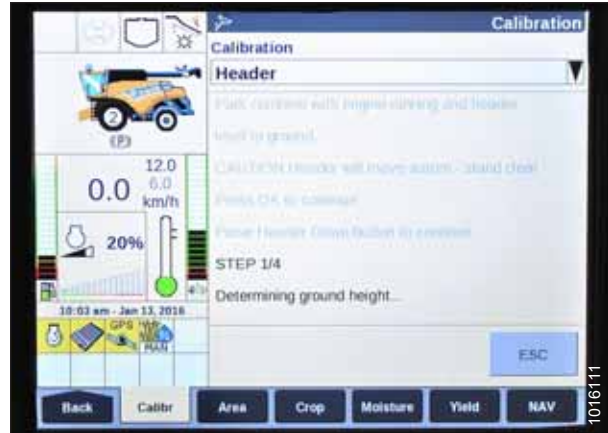 Calibration
Calibration
Header
Park combine with engine running and header
level to ground.
CAUTION Header will move autom - stand clear
Press OK to continue
Press Header Down button to continue
STEP 1/4
Determining ground height...
2
(P)
12.0
0.0
6.0
km/h
20%
10:03 am - Jan 13, 2016
GPS
MAN
ESC
Back
Calibr
Area
Crop
Moisture
Yield
NAV
1016111